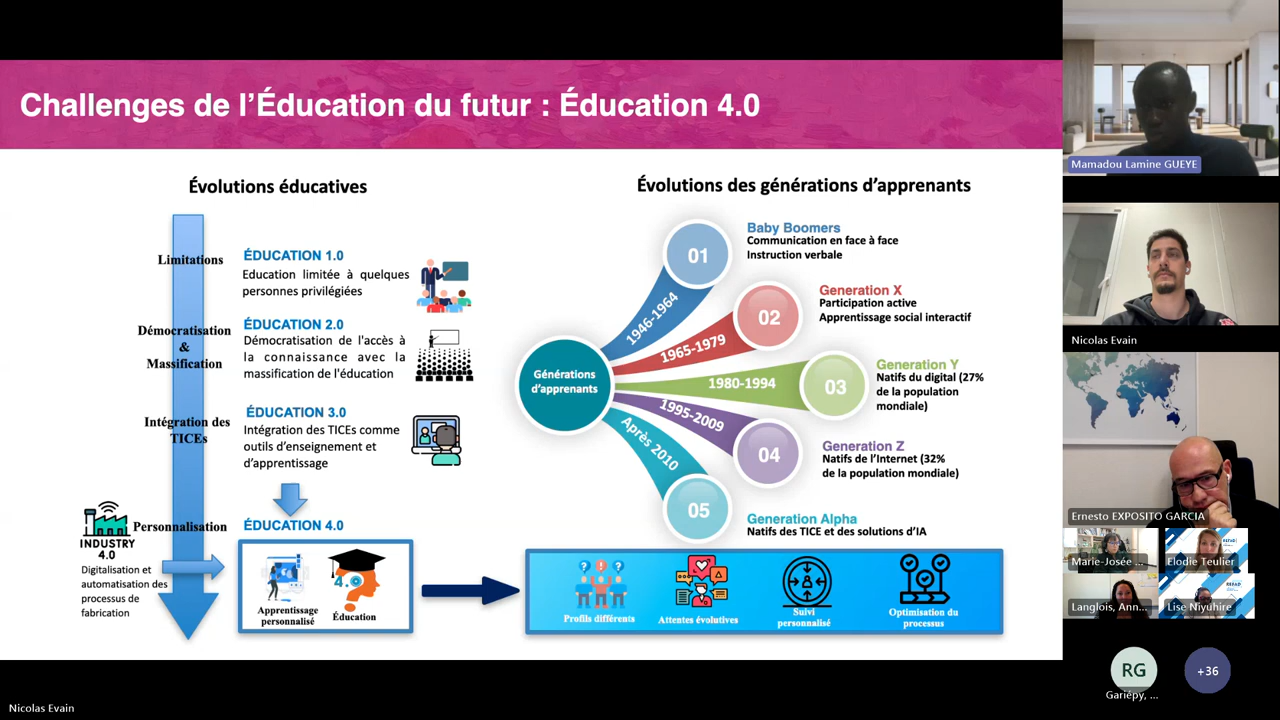 Challenges de l’Éducation du futur : Éducation 4.0
Évolutions éducatives
Limitations
ÉDUCATION 1.0
Education limitée à quelques
personnes privilégiées
Démocratisation
&
Massification
ÉDUCATION 2.0
Démocratisation de l'accès à
la connaissance avec la
massification de l'éducation
Intégration des
TICEs
ÉDUCATION 3.0
Intégration des TICEs comme
outils d’enseignement et
d’apprentissage
Personnalisation
ÉDUCATION 4.0
INDUSTRY
4.0
Digitalisation et
automatisation des
processus de
fabrication
4.0
Apprentissage
personnalisé
Éducation
Évolutions des générations d’apprenants
Générations
d’apprenants
1946-1964
01
Baby Boomers
Communication en face à face
Instruction verbale
1965-1979
02
Generation X
Participation active
Apprentissage social interactif
1980-1994
03
Generation Y
Natifs du digital (27%
de la population
mondiale)
1995-2009
04
Generation Z
Natifs de l’Internet (32%
de la population mondiale)
Après 2010
05
Generation Alpha
Natifs des TICE et des solutions d’IA
Profils différents
Attentes évolutives
Suivi
personnalisé
Optimisation du
processus
Mamadou Lamine GUEYE
Nicolas Evain
Ernesto EXPOSITO GARCIA
Marie-Josée ...
Elodie Teulier
Langlois, Ann...
Lise Niyuhire
RG
Gariépy, ...
+36
Nicolas Evain